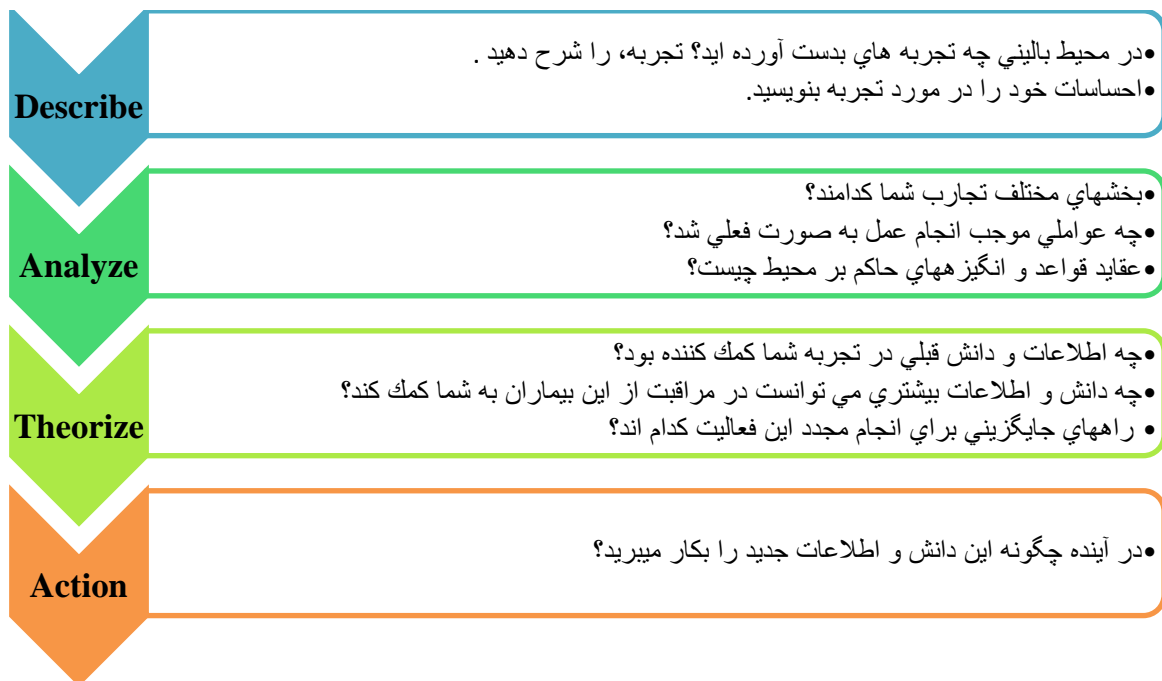 Describe
•در محيط باليني چه تجربه هاي بدست آورده ايد؟ تجربه، را شرح دهيد .
•احساسات خود را در مورد تجربه بنويسيد.
Analyze
•بخشهاي مختلف تجارب شما كدامند؟
•چه عواملي موجب انجام عمل به صورت فعلي شد؟
•عقايد قواعد و انگيزههاي حاكم بر محيط چيست؟
Theorize
•چه اطلاعات و دانش قبلي در تجربه شما كمك كننده بود؟
•چه دانش و اطلاعات بيشتري مي توانست در مراقبت از اين بيماران به شما كمك كند؟
• راههاي جايگزيني براي انجام مجدد اين فعاليت كدام اند؟
Action
•در آينده چگونه اين دانش و اطلاعات جديد را بكار ميبريد؟